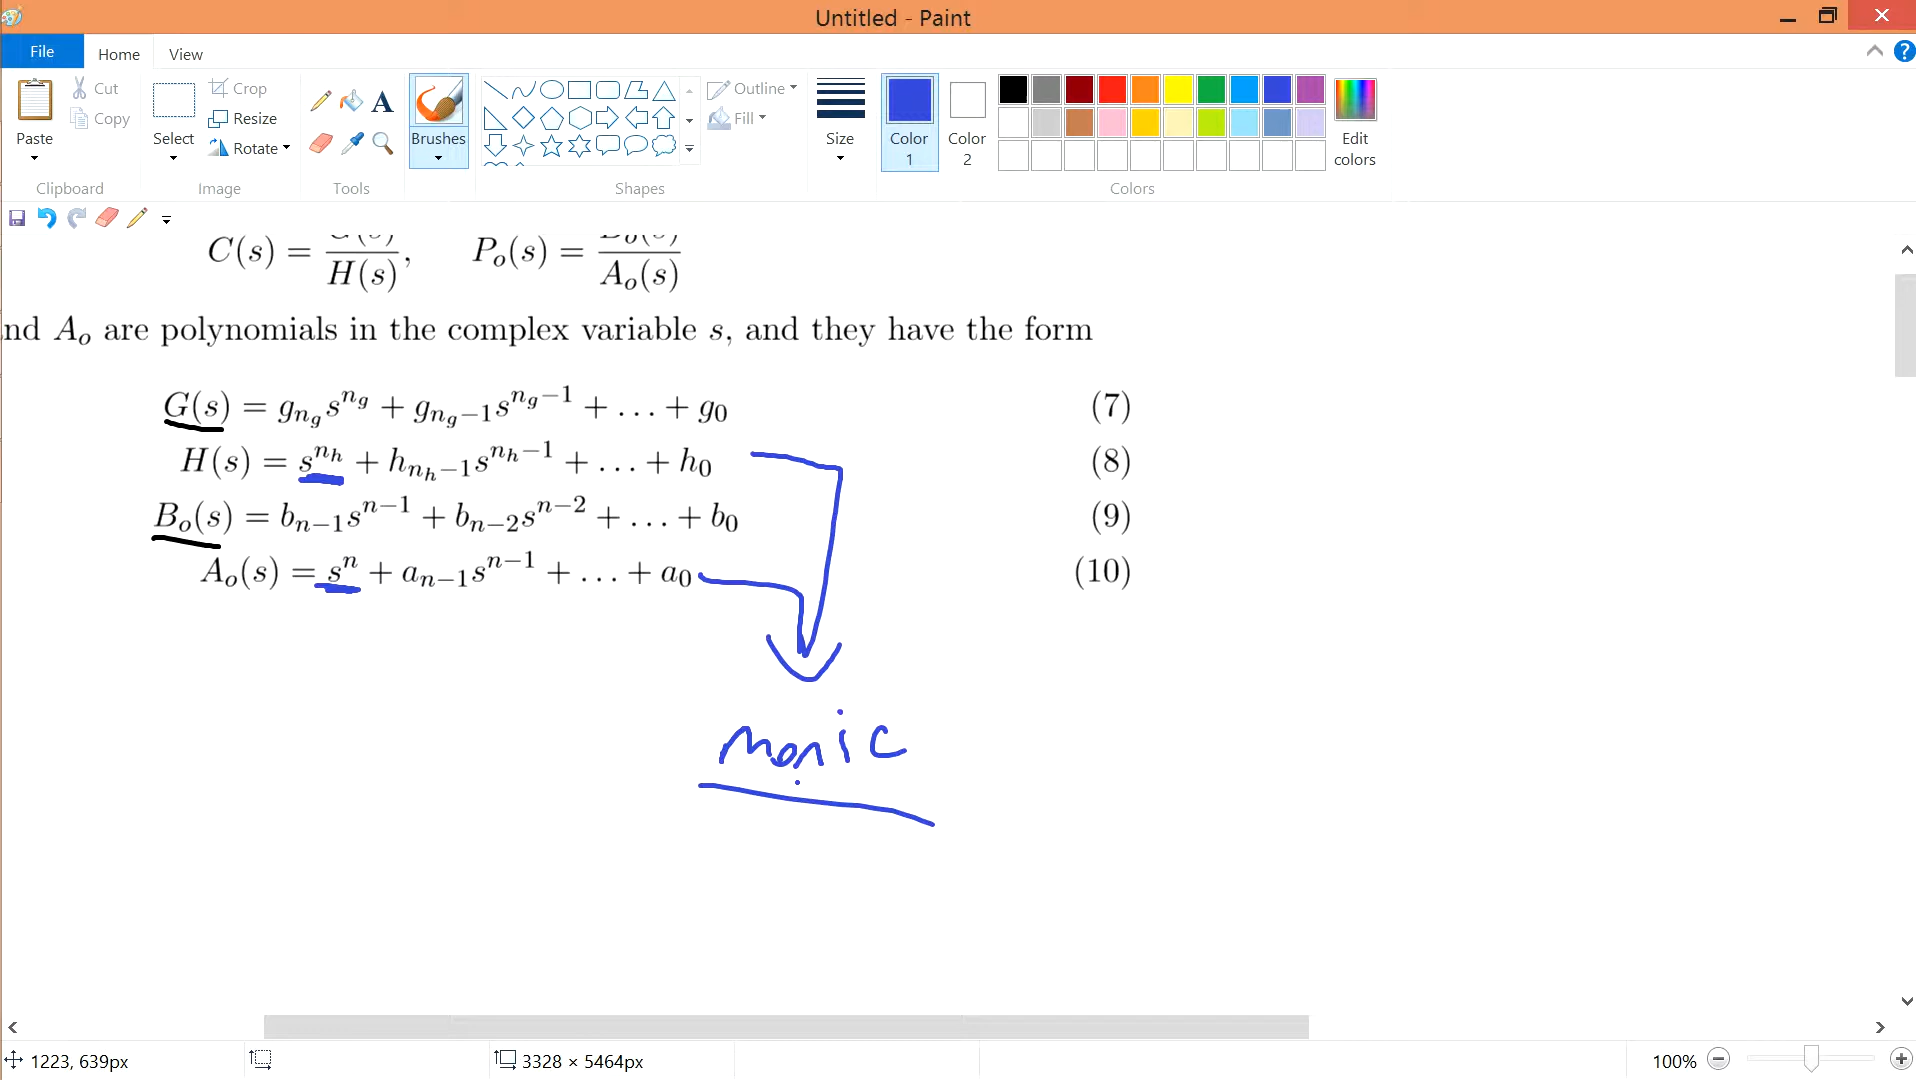 Untitled - Paint
File Home View
Paste
Cut
Copy
Clipboard
Select
Crop
Resize
Rotate
Image
A
Tools
Brushes
Shapes
Outline
Fill
Size
Color 1
Color 2
Edit colors
Colors
C(s) = G(s)/H(s), P_o(s) = B_o(s)/A_o(s)
nd A_o are polynomials in the complex variable s, and they have the form
G(s) = g_{n_g}s^{n_g} + g_{n_g−1}s^{n_g−1} + … + g_0 (7)
H(s) = s^{n_h} + h_{n_h−1}s^{n_h−1} + … + h_0 (8)
B_o(s) = b_{n−1}s^{n−1} + b_{n−2}s^{n−2} + … + b_0 (9)
A_o(s) = s^n + a_{n−1}s^{n−1} + … + a_0 (10)
monic
1223, 639px
3328 × 5464px
100%